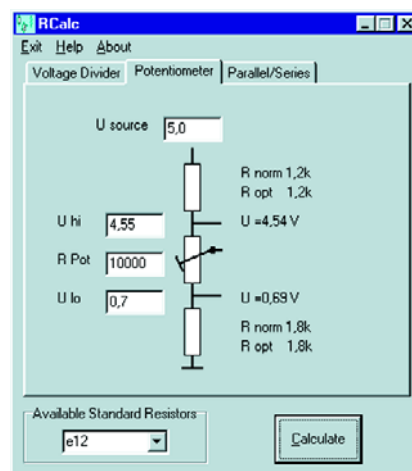 RCalc
Exit Help About
Voltage Divider Potentiometer Parallel/Series
U source 5,0
R norm 1,2k
R opt 1,2k
U hi 4,55
U =4,54 V
R Pot 10000
U lo 0,7
U =0,69 V
R norm 1,8k
R opt 1,8k
Available Standard Resistors
e12
Calculate